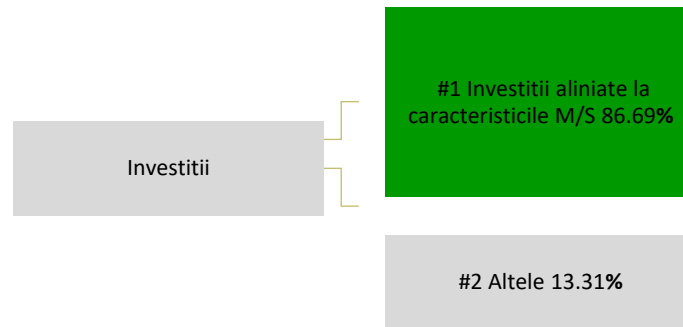 #1 Investitii aliniate la
caracteristicile M/S 86.69%
Investitii
#2 Altele 13.31%